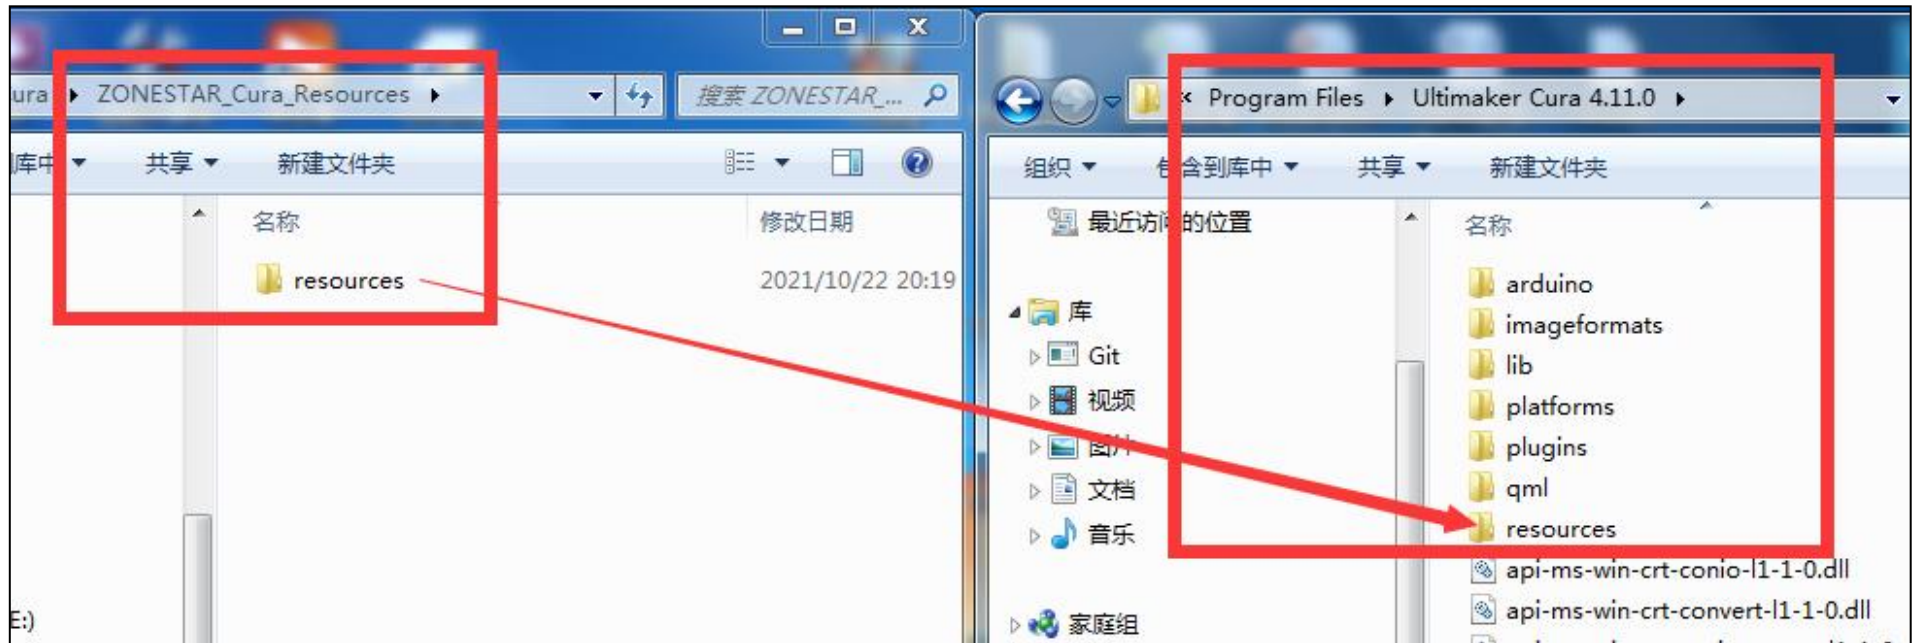 ura ▸ ZONESTAR_Cura_Resources ▸
搜索 ZONESTAR_...
库中 共享 新建文件夹
名称 修改日期
resources 2021/10/22 20:19
E:)
« Program Files ▸ Ultimaker Cura 4.11.0 ▸
组织 包含到库中 共享 新建文件夹
最近访问的位置
库
Git
视频
图片
文档
音乐
家庭组
名称
arduino
imageformats
lib
platforms
plugins
qml
resources
api-ms-win-crt-conio-l1-1-0.dll
api-ms-win-crt-convert-l1-1-0.dll